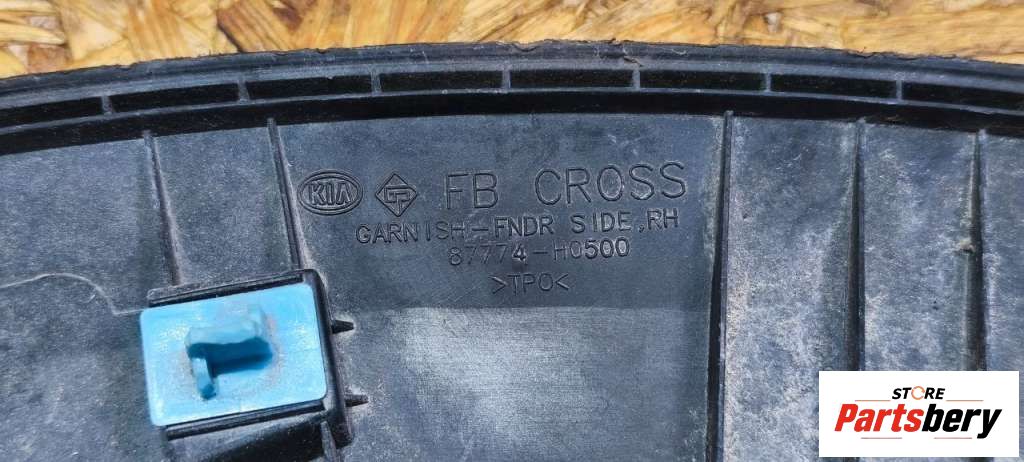 KIA FB CROSS
GARNISH-FNDR SIDE,RH
87774-H0500
>TPO<
STORE
Partsbery